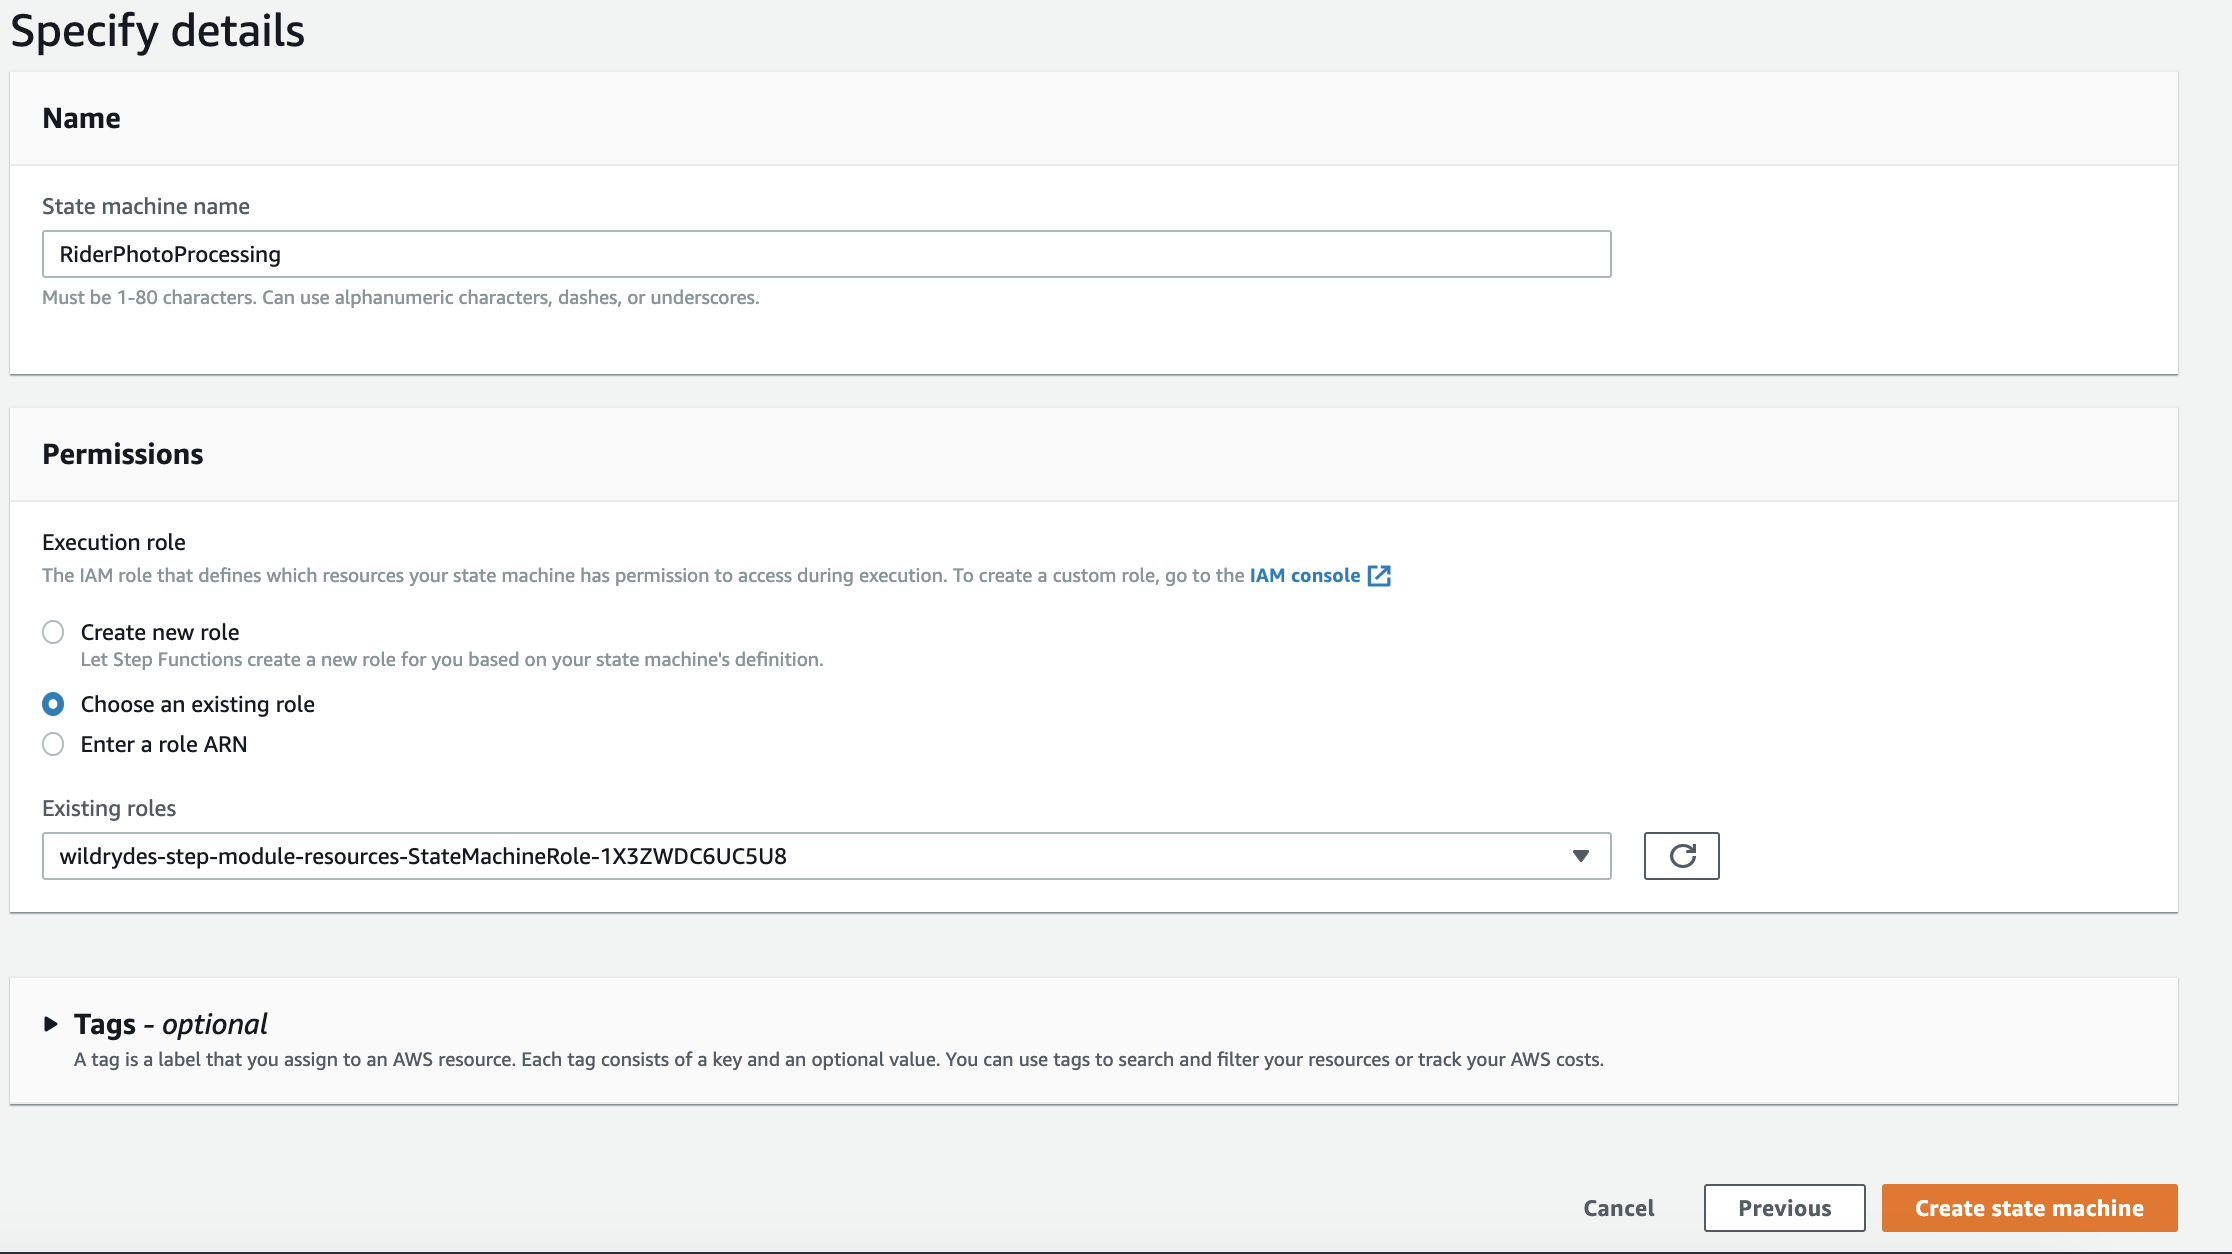 Specify details
Name
State machine name
RiderPhotoProcessing
Must be 1-80 characters. Can use alphanumeric characters, dashes, or underscores.
Permissions
Execution role
The IAM role that defines which resources your state machine has permission to access during execution. To create a custom role, go to the IAM console
Create new role
Let Step Functions create a new role for you based on your state machine's definition.
Choose an existing role
Enter a role ARN
Existing roles
wildrydes-step-module-resources-StateMachineRole-1X3ZWDC6UC5U8
Tags - optional
A tag is a label that you assign to an AWS resource. Each tag consists of a key and an optional value. You can use tags to search and filter your resources or track your AWS costs.
Cancel Previous Create state machine